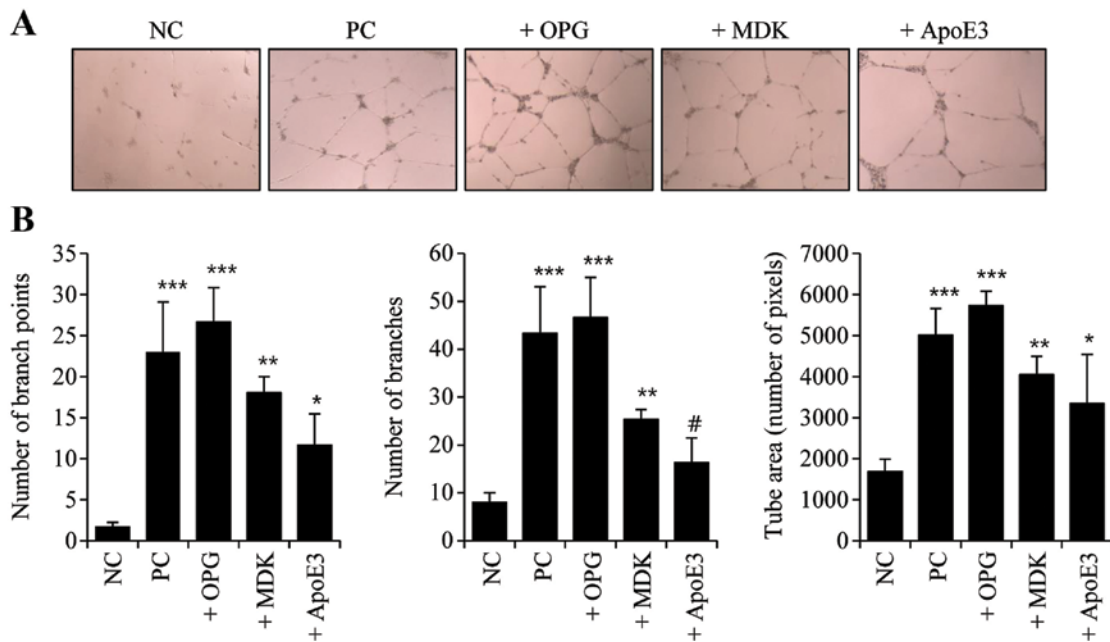 A
NC
PC
+ OPG
+ MDK
+ ApoE3
B
Number of branch points
35
30
25
20
15
10
5
0
***
***
**
*
NC
PC
+ OPG
+ MDK
+ ApoE3
Number of branches
60
50
40
30
20
10
0
***
***
**
#
NC
PC
+ OPG
+ MDK
+ ApoE3
Tube area (number of pixels)
7000
6000
5000
4000
3000
2000
1000
0
***
***
**
*
NC
PC
+ OPG
+ MDK
+ ApoE3